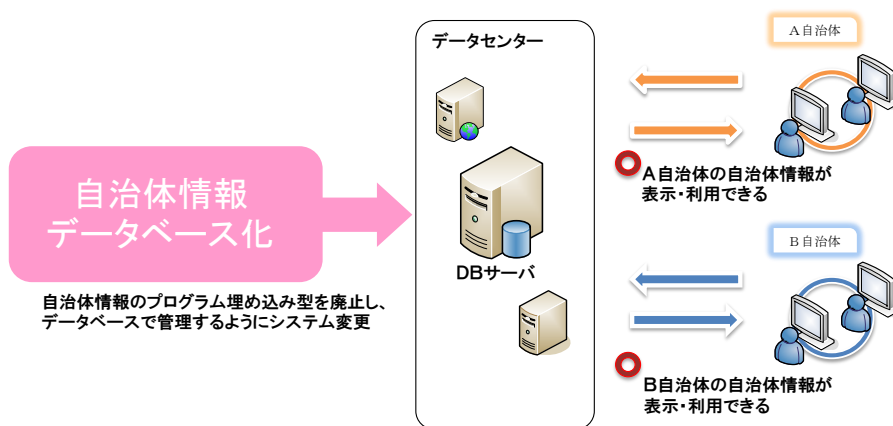 データセンター
A自治体
自治体情報
データベース化
自治体情報のプログラム埋め込み型を廃止し、
データベースで管理するようにシステム変更
DBサーバ
A自治体の自治体情報が
表示・利用できる
B自治体
B自治体の自治体情報が
表示・利用できる